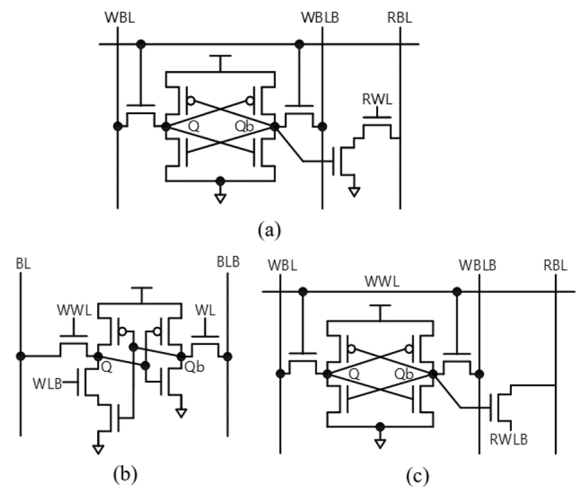 WBL WBLB RBL
RWL
Q Qb
(a)
BL BLB
WWL WL
Q Qb
WLB
(b)
WBL WBLB RBL
WWL
Q Qb
RWLB
(c)